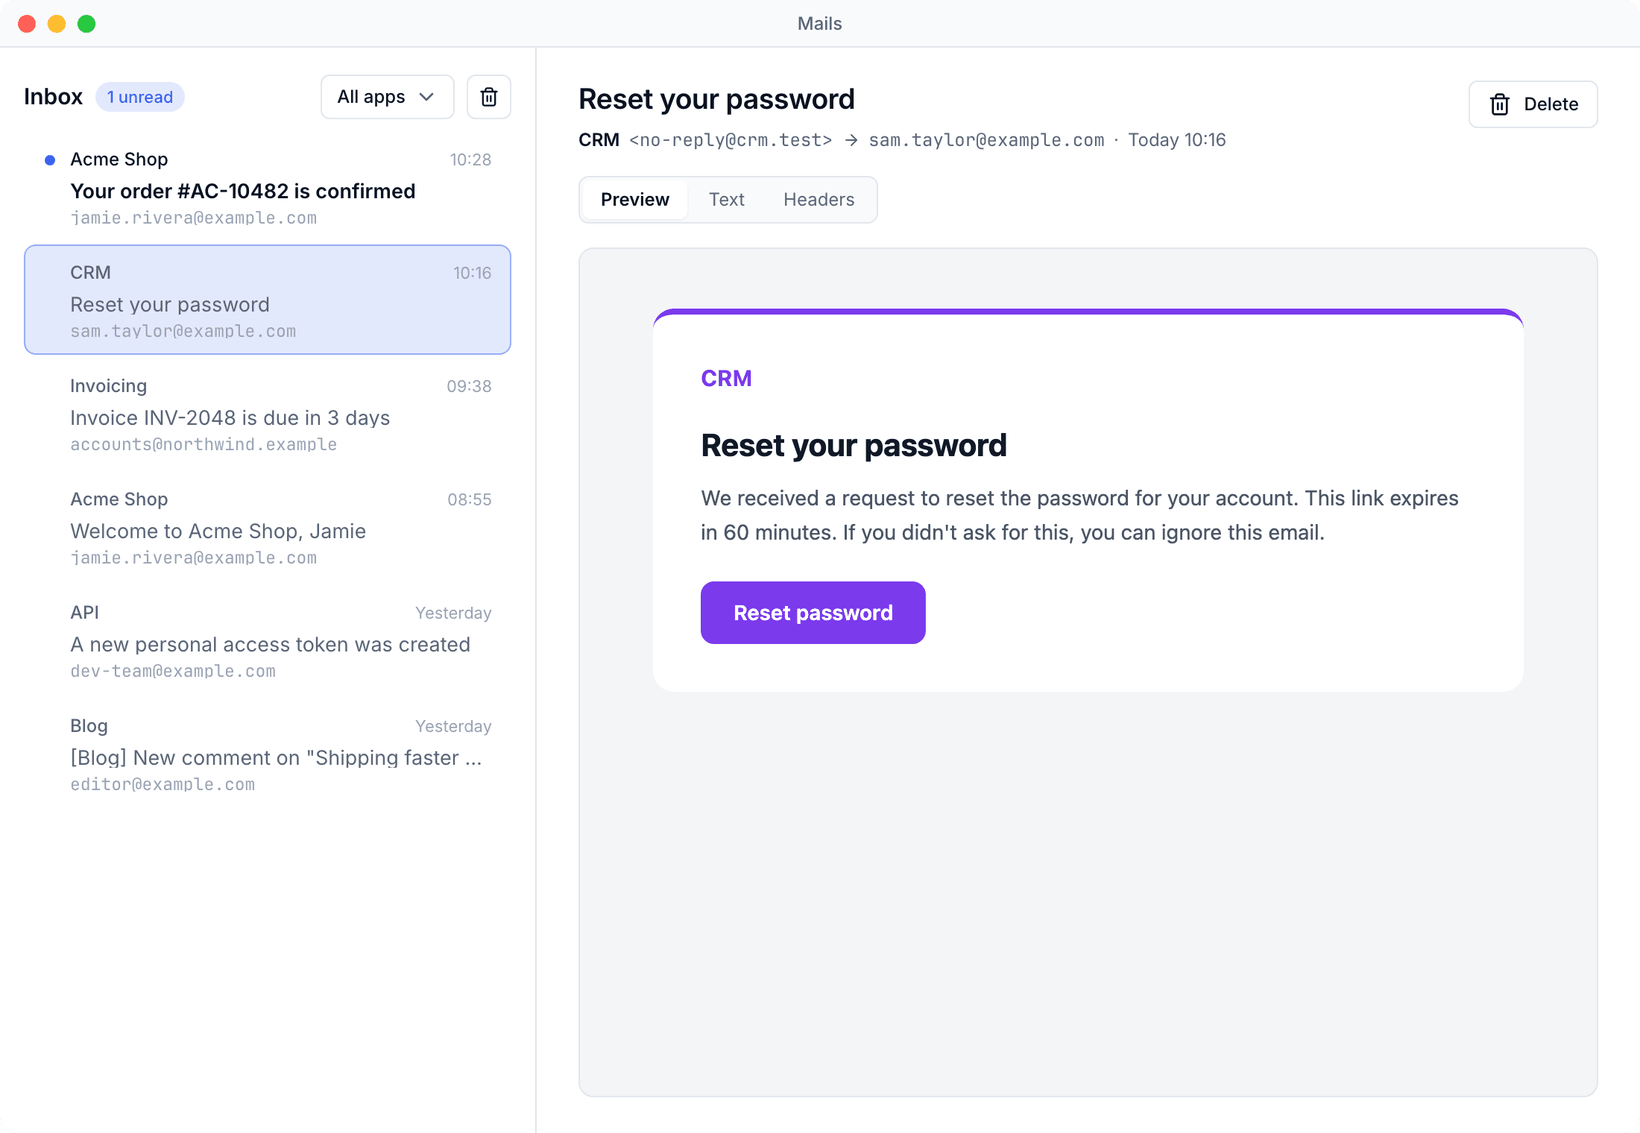 Mails
Inbox
1 unread
All apps
Acme Shop
10:28
Your order #AC-10482 is confirmed
jamie.rivera@example.com
CRM
10:16
Reset your password
sam.taylor@example.com
Invoicing
09:38
Invoice INV-2048 is due in 3 days
accounts@northwind.example
Acme Shop
08:55
Welcome to Acme Shop, Jamie
jamie.rivera@example.com
API
Yesterday
A new personal access token was created
dev-team@example.com
Blog
Yesterday
[Blog] New comment on "Shipping faster ...
editor@example.com
Reset your password
Delete
CRM <no-reply@crm.test> → sam.taylor@example.com · Today 10:16
Preview
Text
Headers
CRM
Reset your password
We received a request to reset the password for your account. This link expires
in 60 minutes. If you didn't ask for this, you can ignore this email.
Reset password